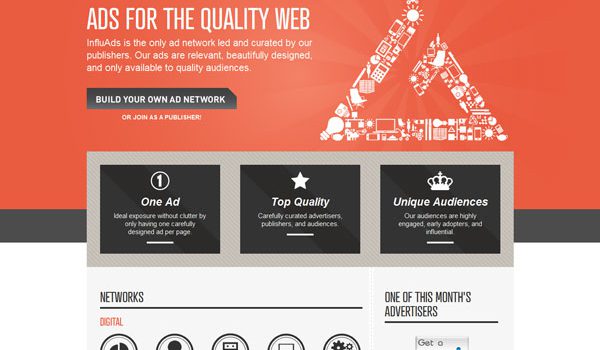 ADS FOR THE QUALITY WEB
InfluAds is the only ad network led and curated by our
publishers. Our ads are relevant, beautifully designed,
and only available to quality audiences.
BUILD YOUR OWN AD NETWORK
OR JOIN AS A PUBLISHER!
1
One Ad
Ideal exposure without clutter by
only having one carefully
designed ad per page.
Top Quality
Carefully curated advertisers,
publishers, and audiences.
Unique Audiences
Our audiences are highly
engaged, early adopters, and
influential.
NETWORKS
DIGITAL
ONE OF THIS MONTH'S
ADVERTISERS
Get a